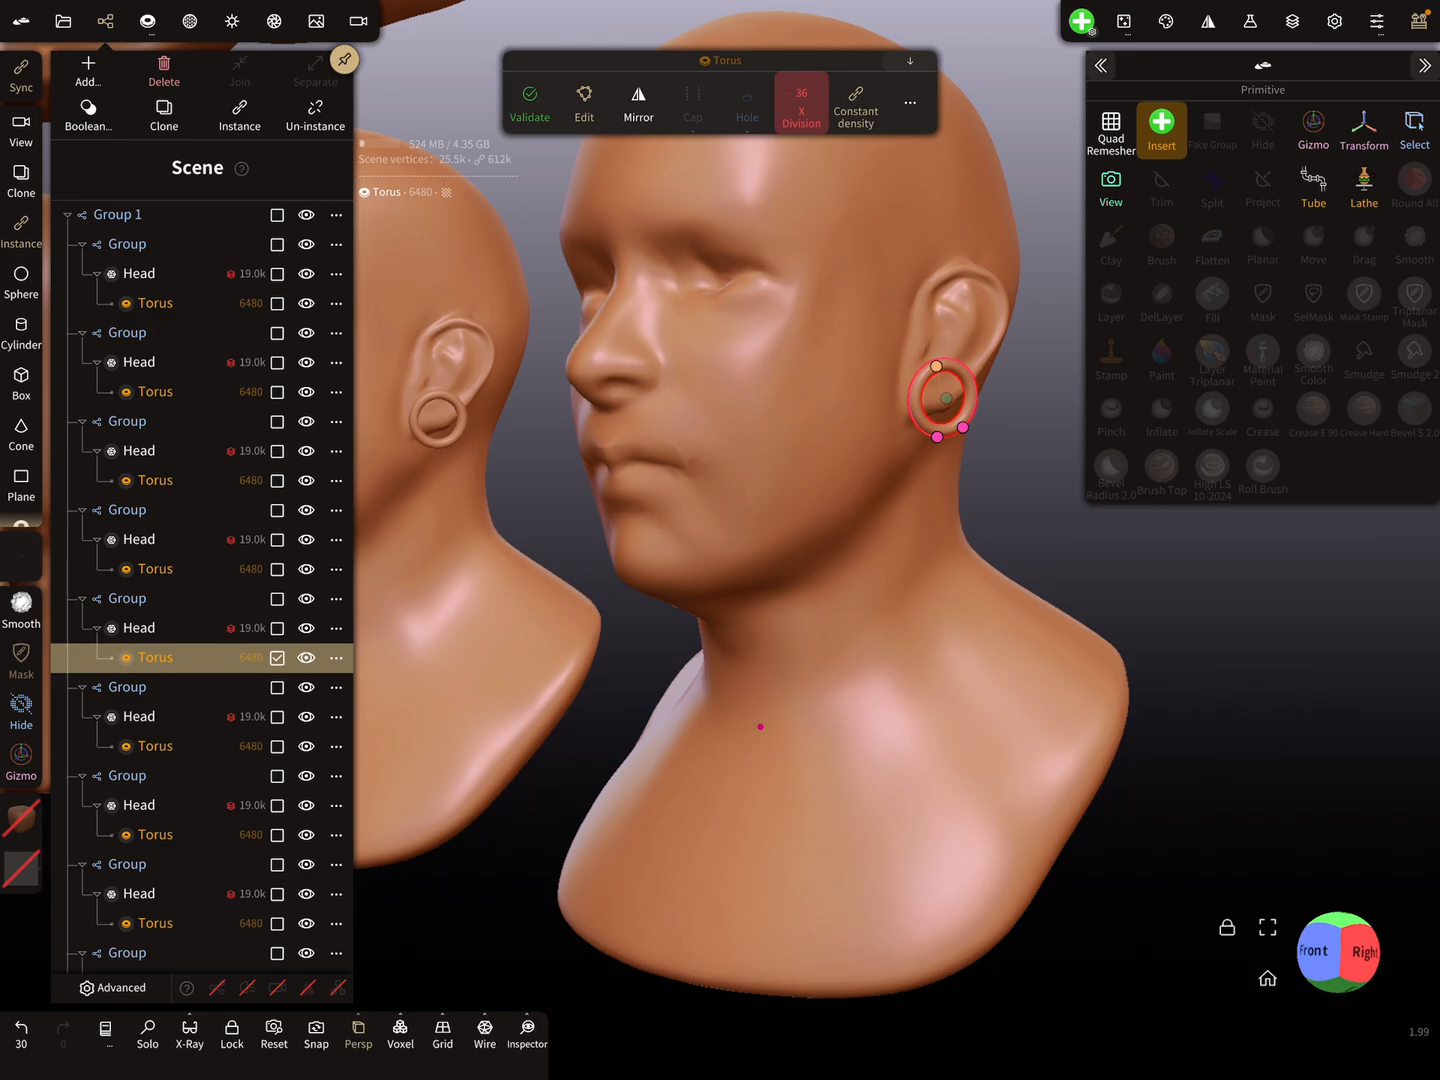 Torus
Add...
Delete
Join
Separate
Boolean...
Clone
Instance
Un-instance
Scene
Group 1
Group
Head
19.0k
Torus
6480
Group
Head
19.0k
Torus
6480
Group
Head
19.0k
Torus
6480
Group
Head
19.0k
Torus
6480
Group
Head
19.0k
Torus
6480
Group
Head
19.0k
Torus
6480
Group
Head
19.0k
Torus
6480
Group
Head
19.0k
Torus
6480
Group
Advanced
Sync
View
Clone
Instance
Sphere
Cylinder
Box
Cone
Plane
Smooth
Mask
Hide
Gizmo
524 MB / 4.35 GB
Scene vertices: 25.5k - 612k
Torus - 6480 -
Validate
Edit
Mirror
Cap
Hole
36
X
Division
Constant
density
Primitive
Quad
Remesher
Insert
Face Group
Hide
Gizmo
Transform
Select
View
Trim
Split
Project
Tube
Lathe
Round All
Clay
Brush
Flatten
Planar
Move
Drag
Smooth
Layer
DelLayer
Fill
Mask
SelMask
Mask Stamp
Triplanar
Mask
Stamp
Paint
Layer
Triplanar
Material
Paint
Smooth
Color
Smudge
Smudge 2
Pinch
Inflate
Inflate Scale
Crease
Crease E 90
Crease Hard
Bevel S 2.0
Bevel
Radius 2.0
Brush Top
High LS
10-2024
Roll Brush
Front
Right
1.99
30
0
...
Solo
X-Ray
Lock
Reset
Snap
Persp
Voxel
Grid
Wire
Inspector